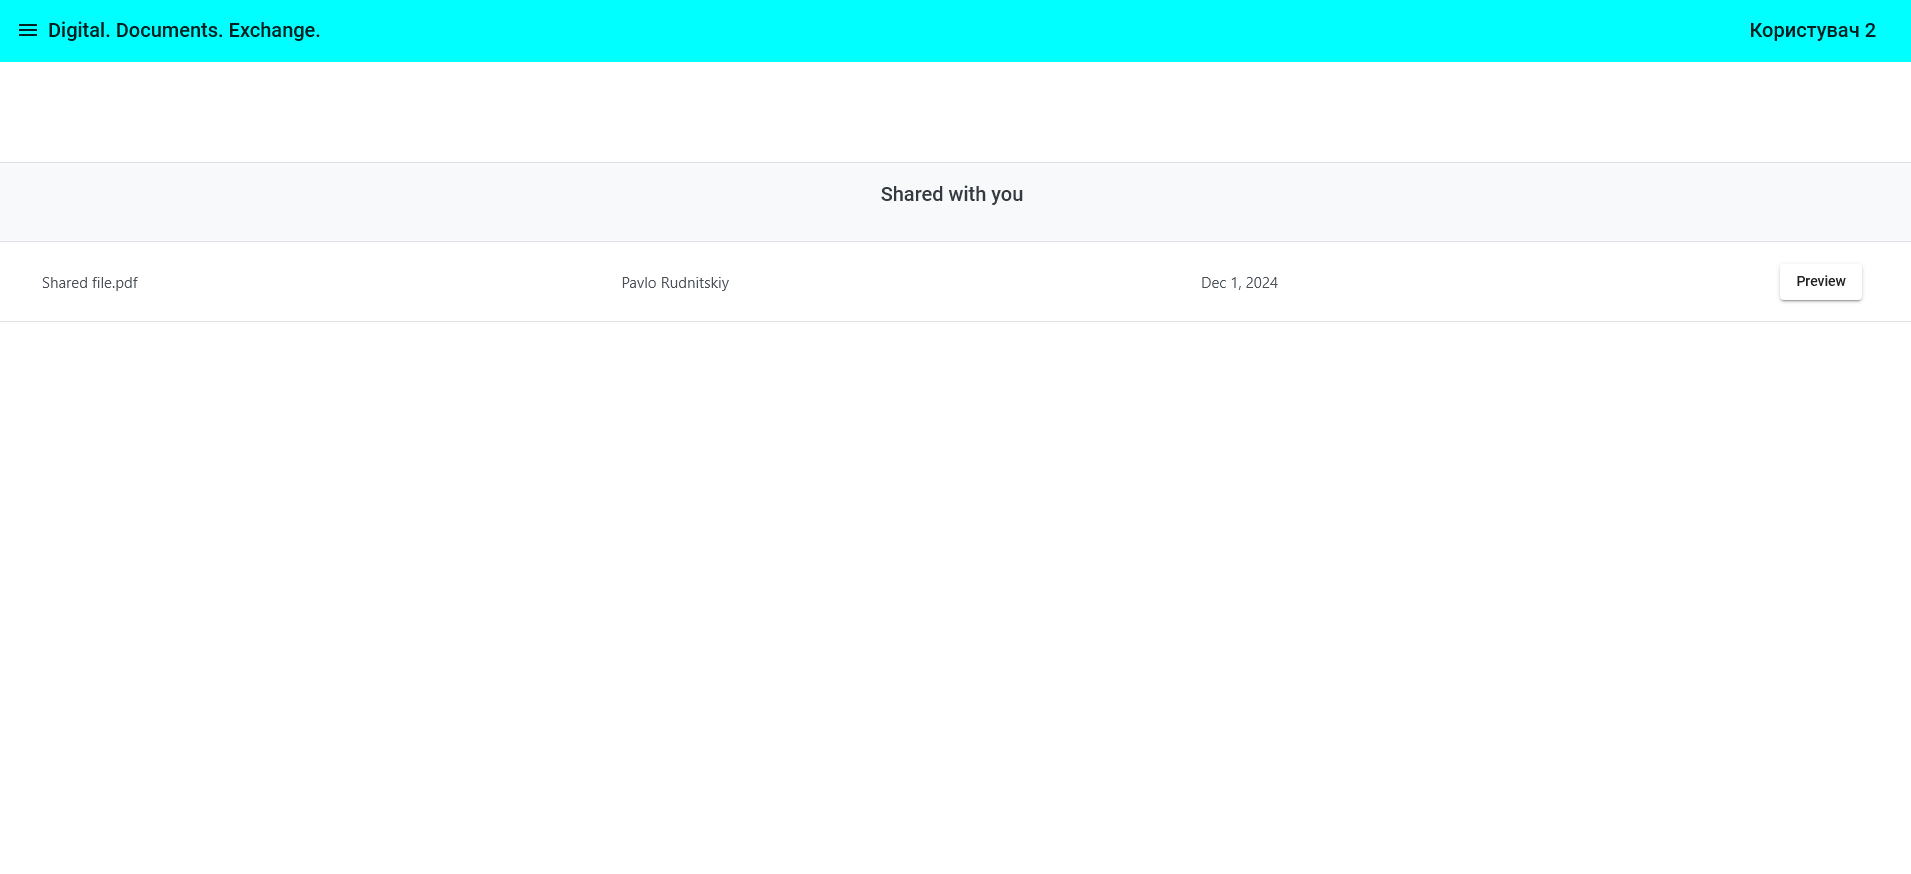 Digital. Documents. Exchange.
Користувач 2
Shared with you
Shared file.pdf
Pavlo Rudnitskiy
Dec 1, 2024
Preview